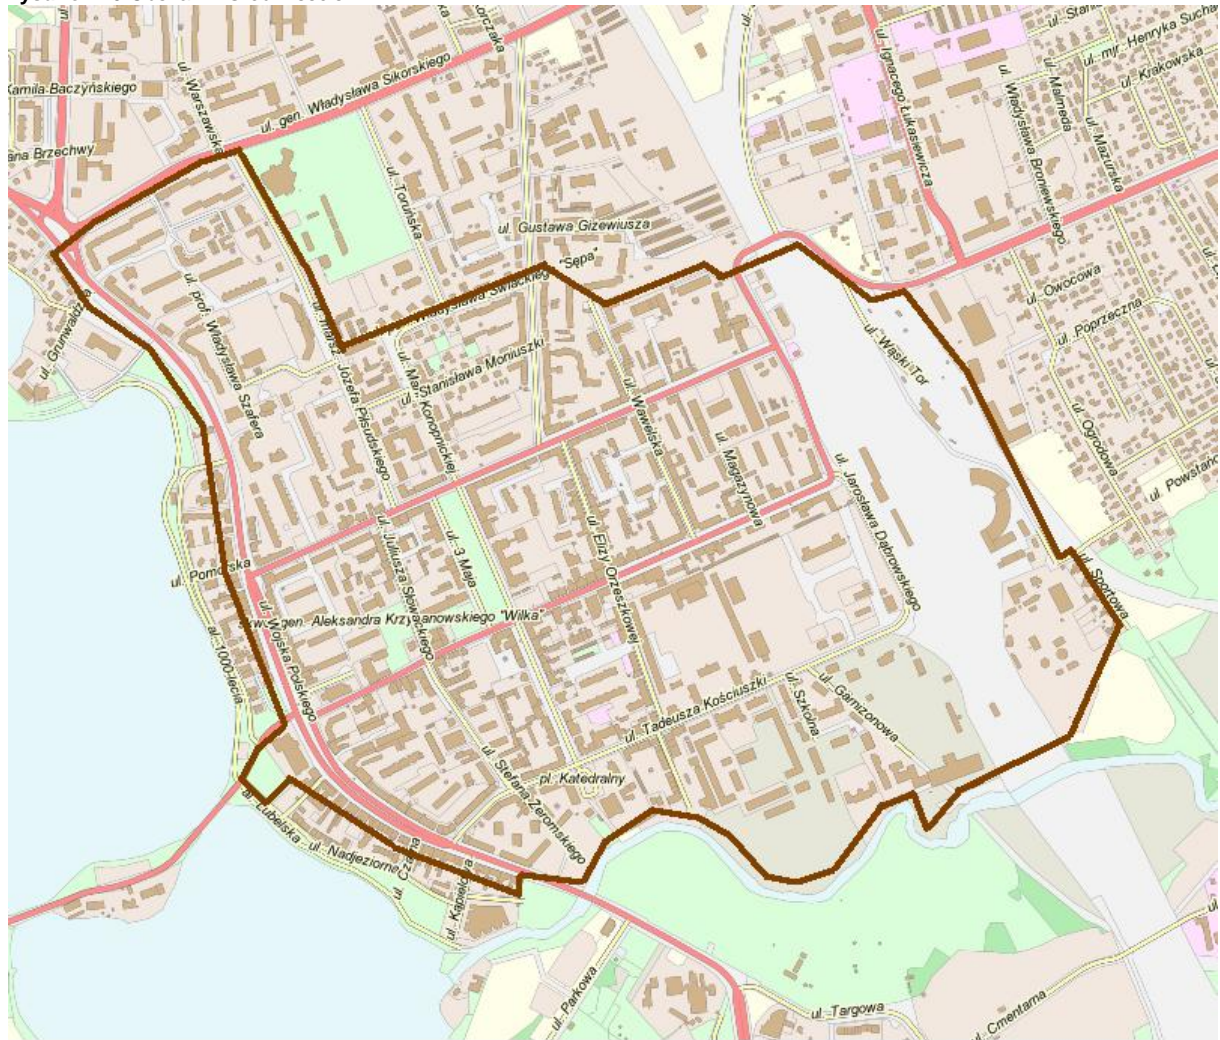 ul. Warszawska
Korczaka
ul. gen. Władysława Sikorskiego
Kamila Baczyńskiego
ana Brzechwy
ul. Toruńska
ul. Gustawa Gizewiusza
"Sępa"
ul. Ignacego Łukasiewicza
ul. mjr. Henryka Sucha
ul. Krakowska
ul. Malmeda
ul. Władysława Broniewskiego
ul. Mazurska
ul. Owocowa
ul. Poprzeczna
ul. Ogrodowa
ul. Powstańc
ul. Wąski Tor
ul. Grunwaldzka
ul. prof. Władysława Szafera
Józefa Piłsudskiego
ul. Marii Konopnickiej
ul. Stanisława Moniuszki
ul. Wawelska
ul. Magazynowa
ul. Jarosława Dąbrowskiego
ul. Elizy Orzeszkowej
ul. 3 Maja
ul. Juliusza Słowackiego
ul. Pomorska
gen. Aleksandra Krzyżanowskiego "Wilka"
ul. Wojska Polskiego
al. 1000-lecia
ul. Sportowa
ul. Tadeusza Kościuszki
ul. Szkolna
ul. Garnizonowa
pl. Katedralny
ul. Stefana Żeromskiego
al. Lubelska
ul. Nadjeziorna
ul. Czarna
ul. Kąpielowa
ul. Parkowa
ul. Targowa
ul. Cmentarna